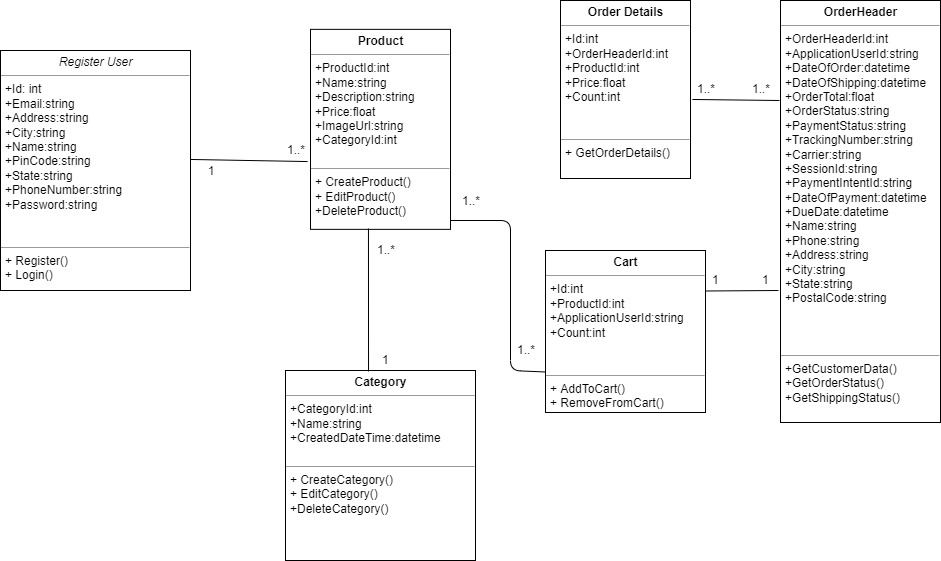 Register User
+Id: int
+Email:string
+Address:string
+City:string
+Name:string
+PinCode:string
+State:string
+PhoneNumber:string
+Password:string
+ Register()
+ Login()
1
1..*
Product
+ProductId:int
+Name:string
+Description:string
+Price:float
+ImageUrl:string
+CategoryId:int
+ CreateProduct()
+ EditProduct()
+DeleteProduct()
1..*
1..*
1
Category
+CategoryId:int
+Name:string
+CreatedDateTime:datetime
+ CreateCategory()
+ EditCategory()
+DeleteCategory()
Order Details
+Id:int
+OrderHeaderId:int
+ProductId:int
+Price:float
+Count:int
+ GetOrderDetails()
1..*
1..*
Cart
+Id:int
+ProductId:int
+ApplicationUserId:string
+Count:int
+ AddToCart()
+ RemoveFromCart()
1..*
1
1
OrderHeader
+OrderHeaderId:int
+ApplicationUserId:string
+DateOfOrder:datetime
+DateOfShipping:datetime
+OrderTotal:float
+OrderStatus:string
+PaymentStatus:string
+TrackingNumber:string
+Carrier:string
+SessionId:string
+PaymentIntentId:string
+DateOfPayment:datetime
+DueDate:datetime
+Name:string
+Phone:string
+Address:string
+City:string
+State:string
+PostalCode:string
+GetCustomerData()
+GetOrderStatus()
+GetShippingStatus()